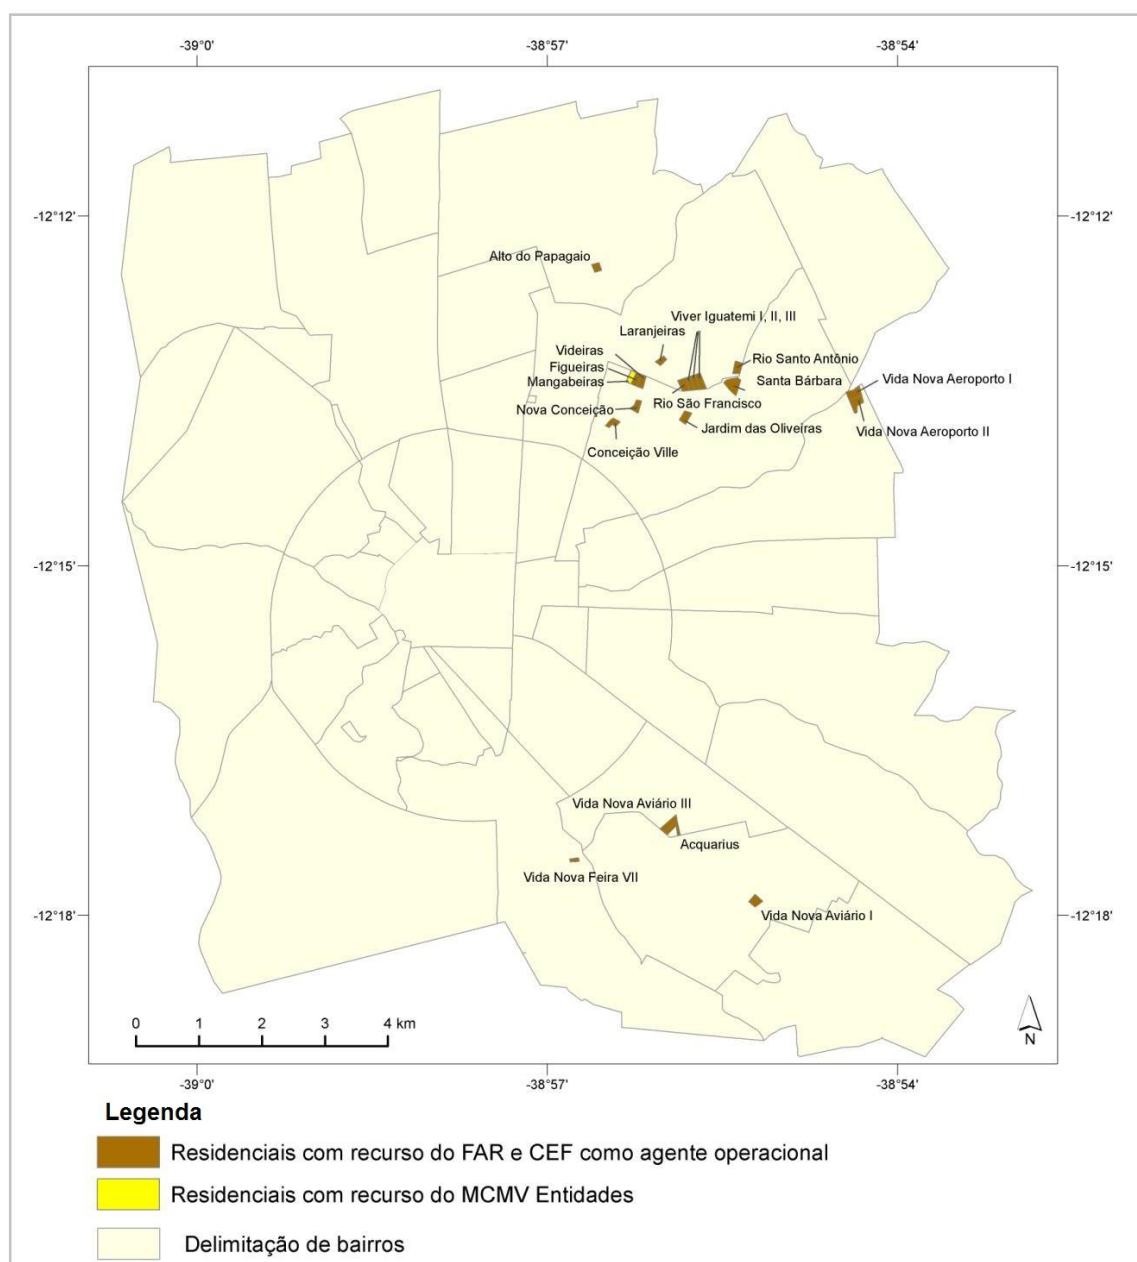 -39°0'
-38°57'
-38°54'
-12°12'
-12°12'
Alto do Papagaio
Viver Iguatemi I, II, III
Laranjeiras
Videiras
Rio Santo Antônio
Figueiras
Mangabeiras
Santa Bárbara
Vida Nova Aeroporto I
Rio São Francisco
Nova Conceição
Jardim das Oliveiras
Vida Nova Aeroporto II
Conceição Ville
-12°15'
-12°15'
Vida Nova Aviário III
Acquarius
Vida Nova Feira VII
-12°18'
Vida Nova Aviário I
-12°18'
0 1 2 3 4 km
N
-39°0'
-38°57'
-38°54'
Legenda
Residenciais com recurso do FAR e CEF como agente operacional
Residenciais com recurso do MCMV Entidades
Delimitação de bairros